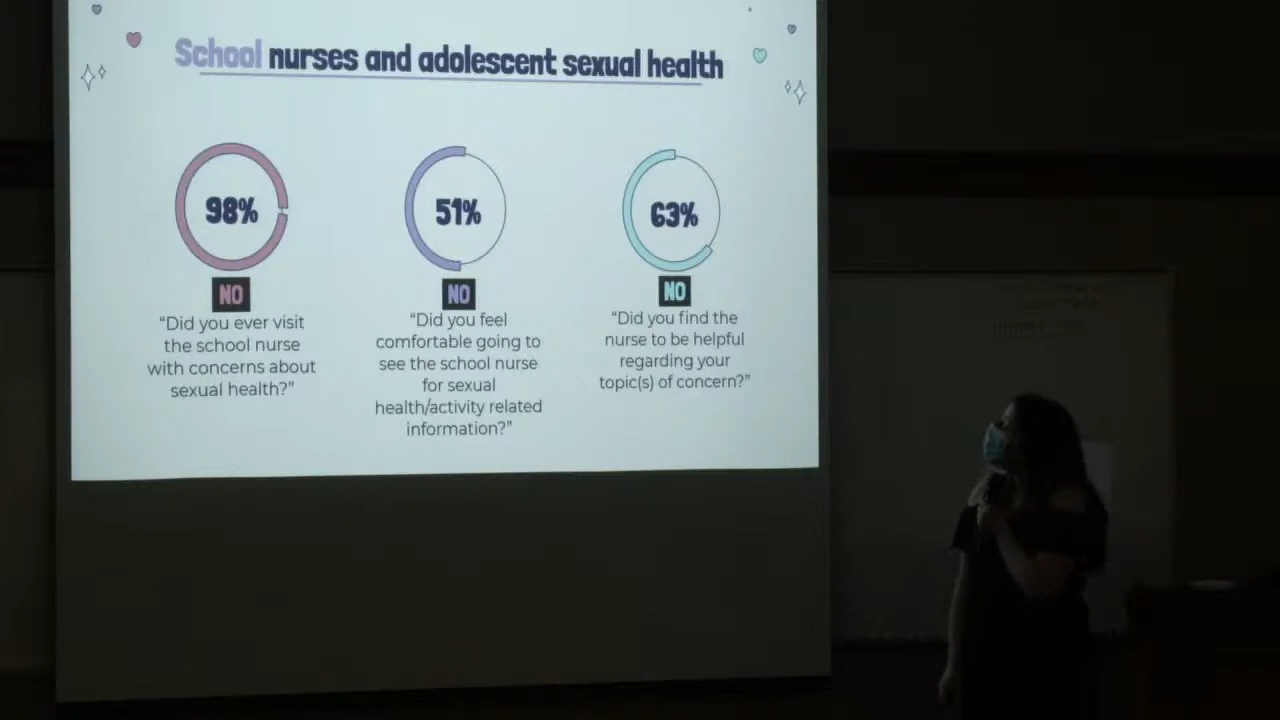 School nurses and adolescent sexual health
98%
NO
“Did you ever visit
the school nurse
with concerns about
sexual health?”
51%
NO
“Did you feel
comfortable going to
see the school nurse
for sexual
health/activity related
information?”
63%
NO
“Did you find the
nurse to be helpful
regarding your
topic(s) of concern?”